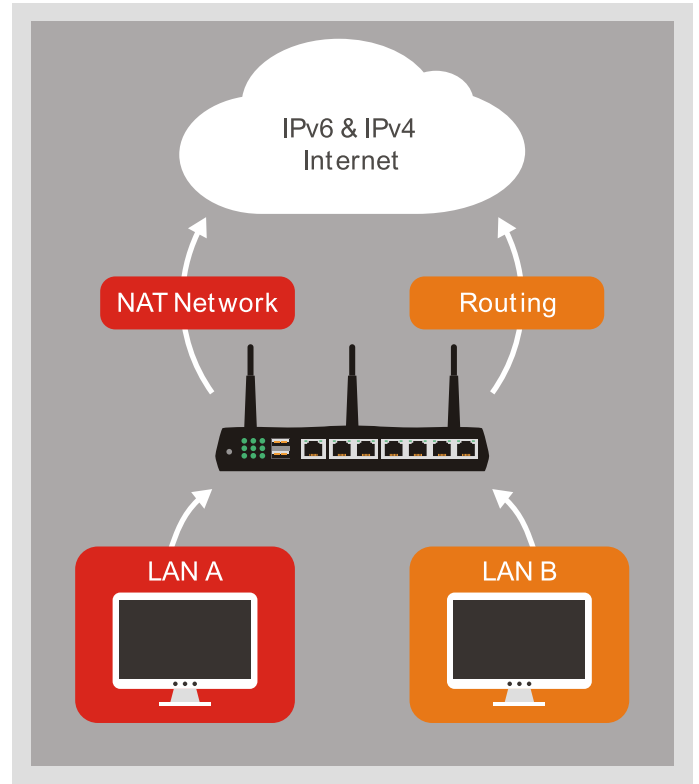 IPv6 & IPv4
Internet
NAT Network
Routing
LAN A
LAN B